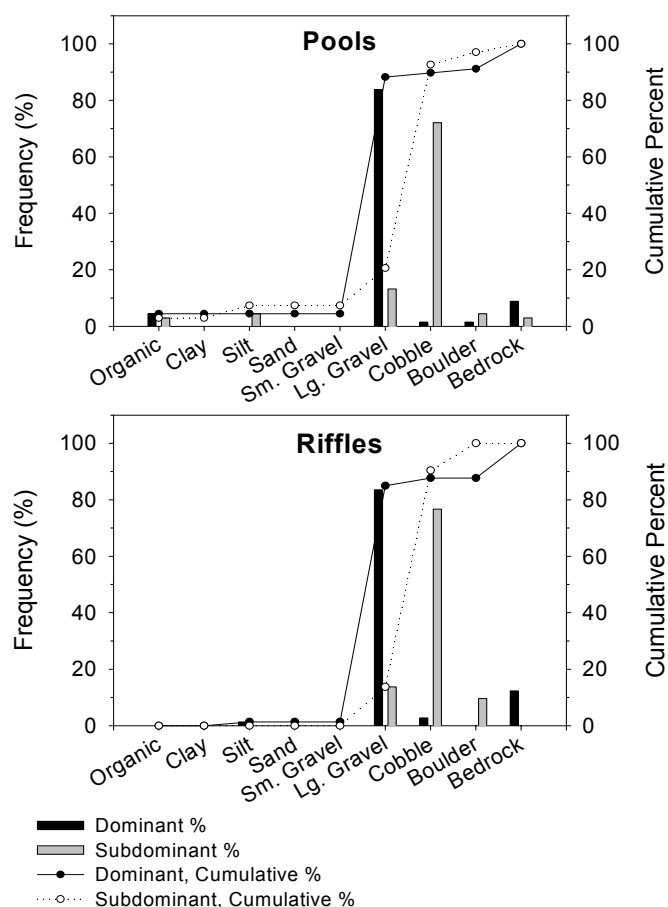 Pools
Frequency (%)
100
80
60
40
20
0
100
80
60
40
20
0
Cumulative Percent
Organic
Clay
Silt
Sand
Sm. Gravel
Lg. Gravel
Cobble
Boulder
Bedrock
Riffles
Frequency (%)
100
80
60
40
20
0
100
80
60
40
20
0
Cumulative Percent
Organic
Clay
Silt
Sand
Sm. Gravel
Lg. Gravel
Cobble
Boulder
Bedrock
Dominant %
Subdominant %
Dominant, Cumulative %
Subdominant, Cumulative %